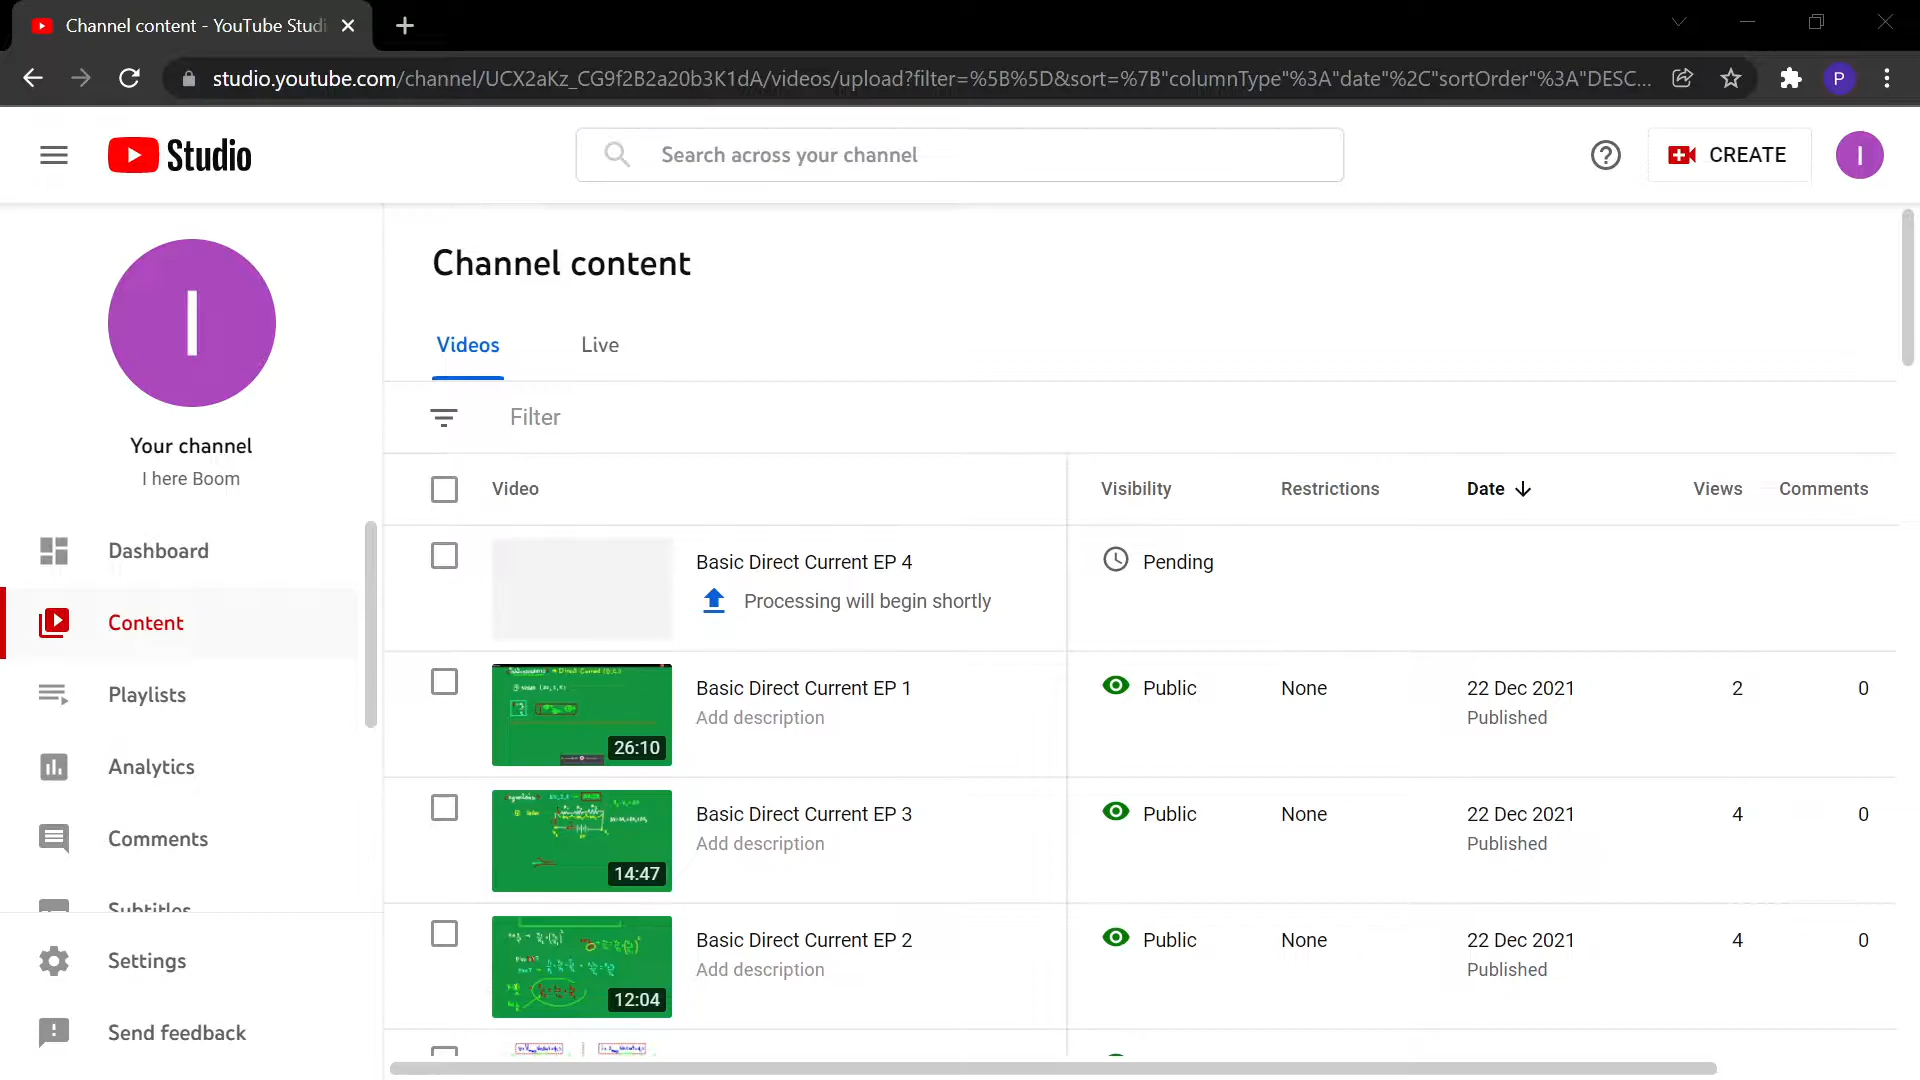 Channel content - YouTube Studi
studio.youtube.com/channel/UCX2aKz_CG9f2B2a20b3K1dA/videos/upload?filter=%5B%5D&sort=%7B"columnType"%3A"date"%2C"sortOrder"%3A"DESC...
P
Studio
Search across your channel
CREATE
I
I
Your channel
I here Boom
Dashboard
Content
Playlists
Analytics
Comments
Subtitles
Settings
Send feedback
Channel content
Videos Live
Filter
Video Visibility Restrictions Date Views Comments
Basic Direct Current EP 4 Pending
Processing will begin shortly
Basic Direct Current EP 1 Public None 22 Dec 2021 2 0
Add description Published
26:10
Basic Direct Current EP 3 Public None 22 Dec 2021 4 0
Add description Published
14:47
Basic Direct Current EP 2 Public None 22 Dec 2021 4 0
Add description Published
12:04